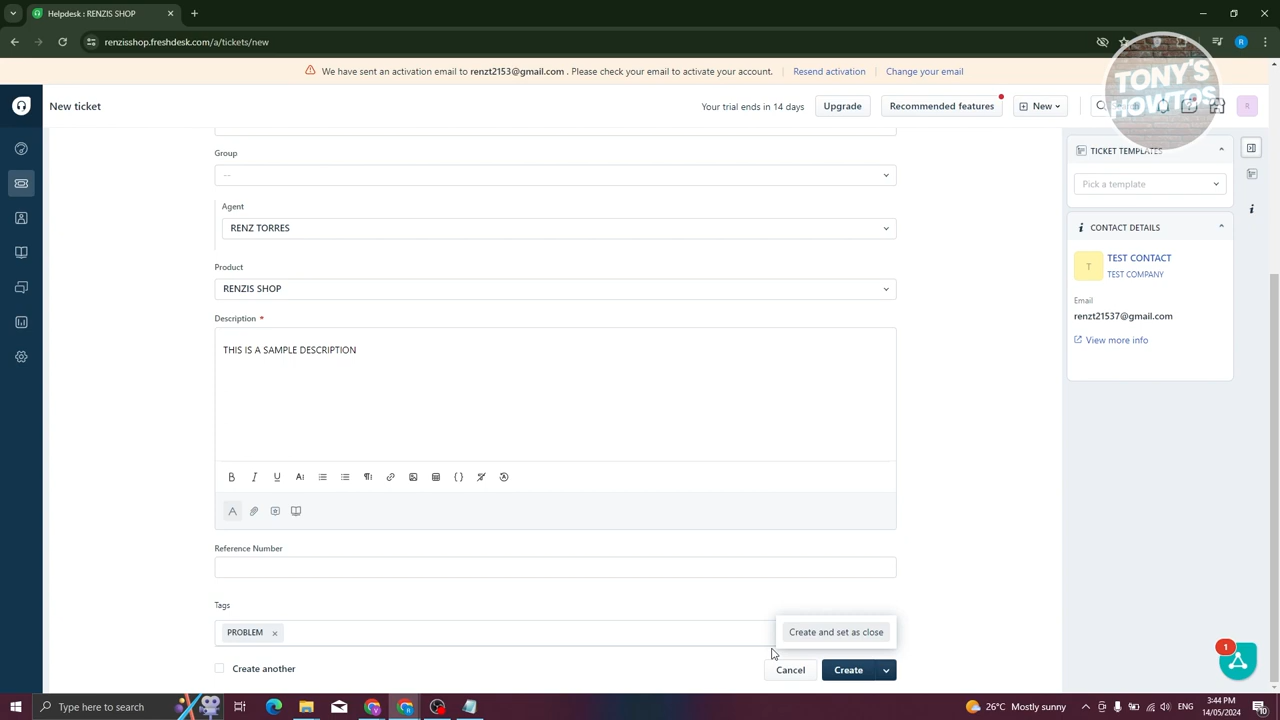 Helpdesk : RENZIS SHOP
renzisshop.freshdesk.com/a/tickets/new
We have sent an activation email to renzt2153@gmail.com . Please check your email to activate your account. Resend activation Change your email
New ticket
Your trial ends in 14 days Upgrade Recommended features New
TONY'S
HOWTOS
R
Group
--
Agent
RENZ TORRES
Product
RENZIS SHOP
Description *
THIS IS A SAMPLE DESCRIPTION
Reference Number
Tags
PROBLEM ×
Create and set as close
Create another
Cancel Create
TICKET TEMPLATES
Pick a template
CONTACT DETAILS
T
TEST CONTACT
TEST COMPANY
Email
renzt21537@gmail.com
View more info
1
Type here to search
26°C Mostly sunny
ENG
3:44 PM
14/05/2024
10